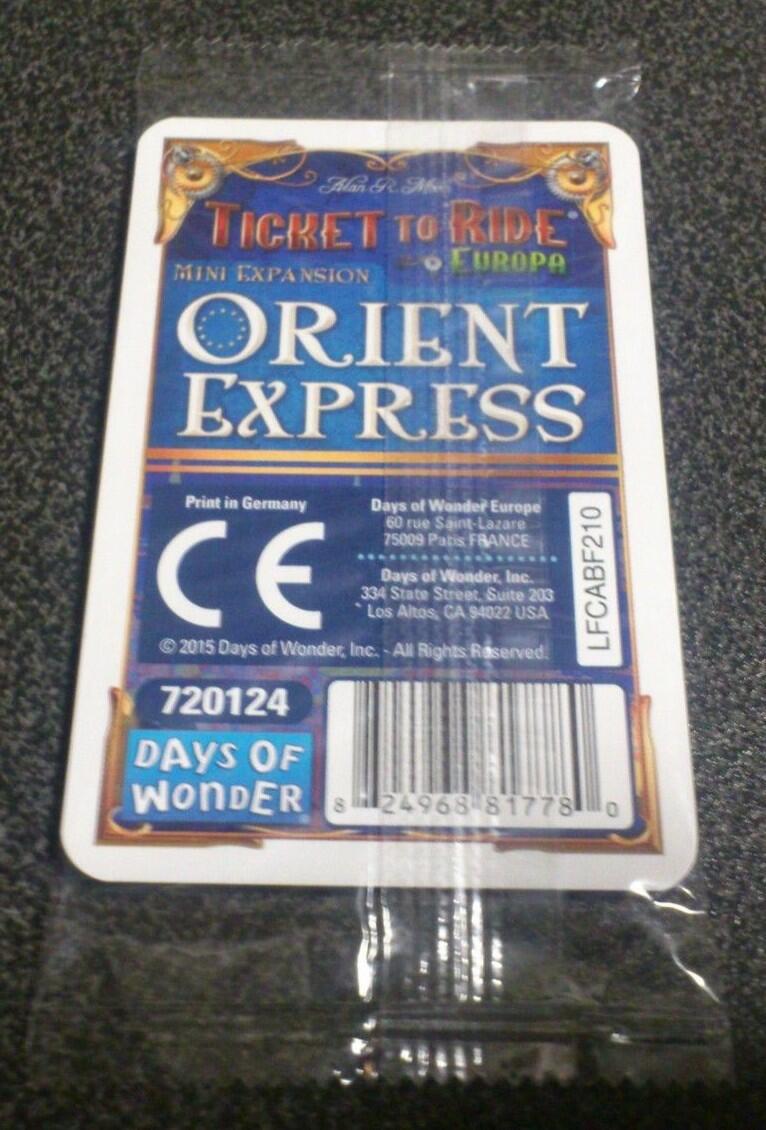 Alan R. Moon
TICKET TO RIDE®
EUROPA
MINI EXPANSION
ORIENT
EXPRESS
Print in Germany
CE
Days of Wonder Europe
60 rue Saint-Lazare
75009 Paris FRANCE
Days of Wonder, Inc.
334 State Street, Suite 203
Los Altos, CA 94022 USA
LFCABF210
© 2015 Days of Wonder, Inc. - All Rights Reserved.
720124
DAYS OF
WONDER
8 24968 81778 0